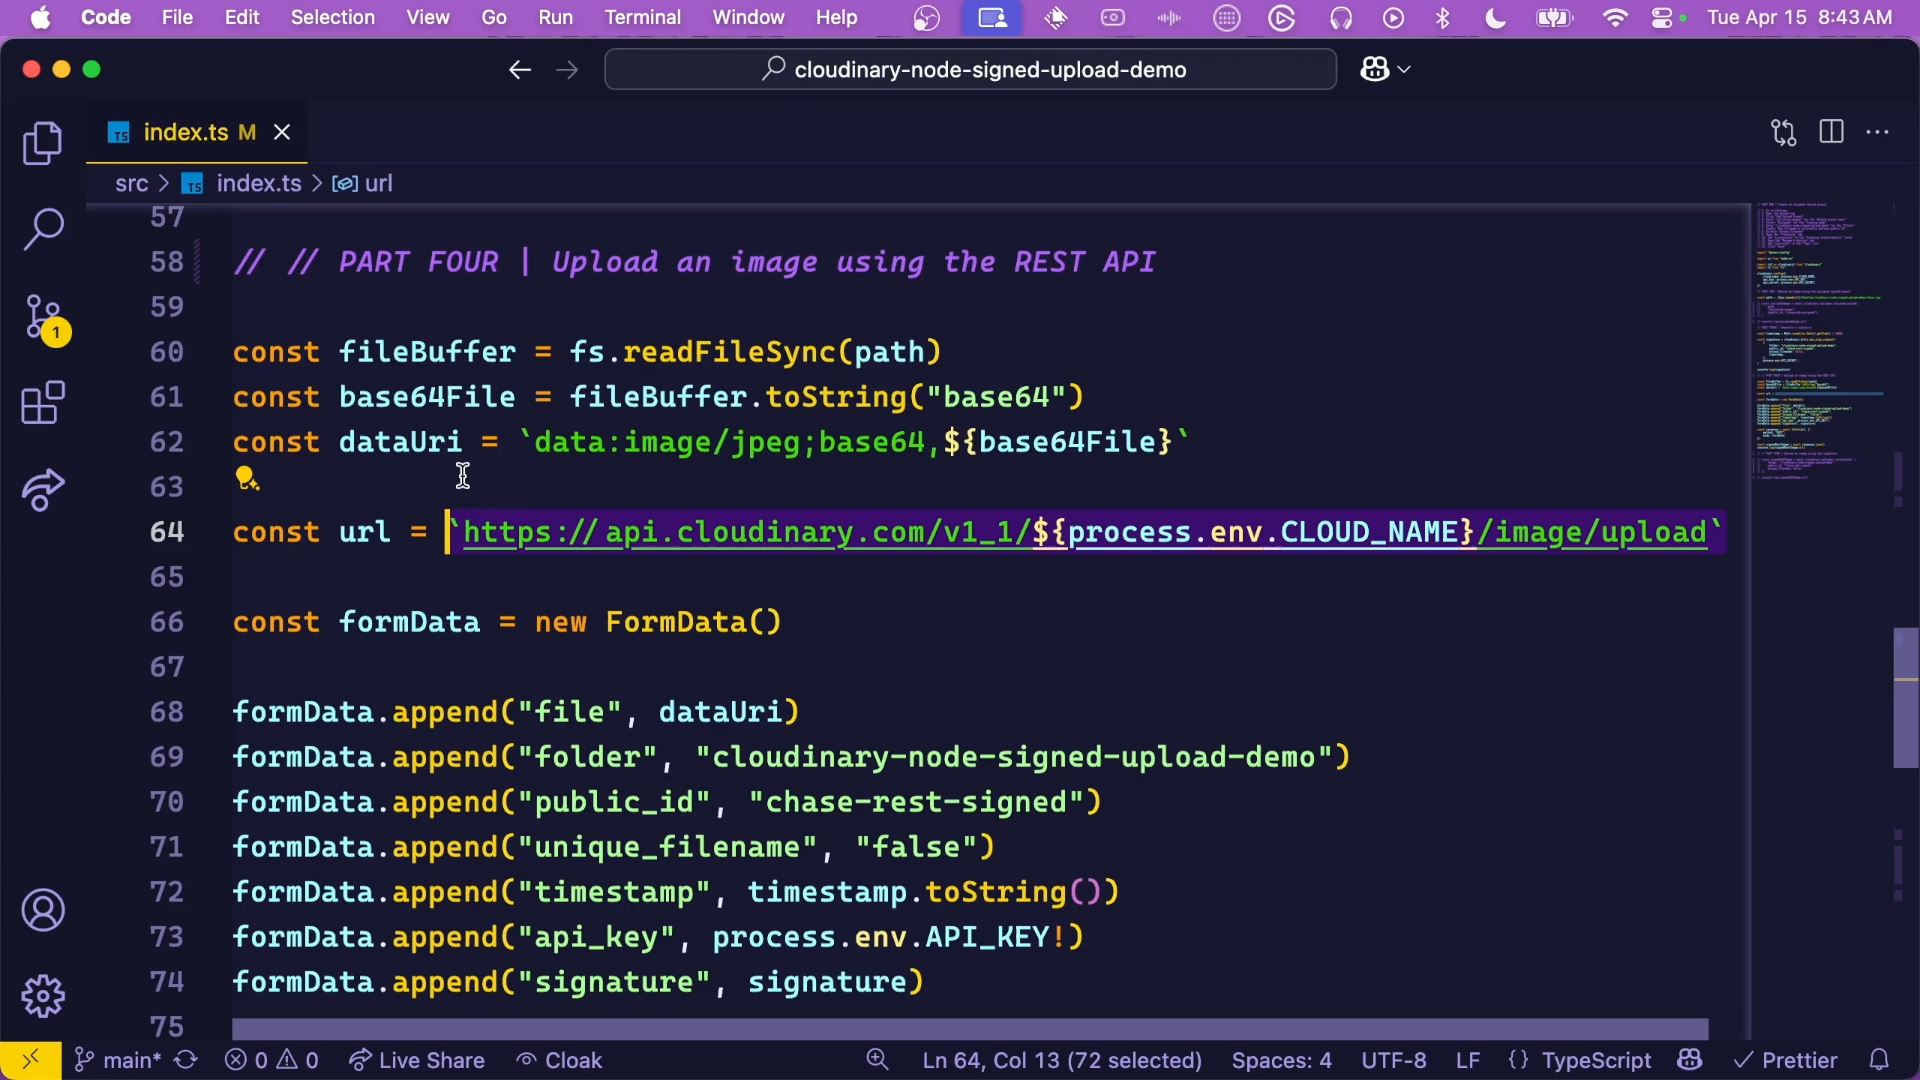 Code File Edit Selection View Go Run Terminal Window Help Tue Apr 15 8:43 AM
cloudinary-node-signed-upload-demo
TS index.ts M
src > TS index.ts > url
57
58 // // PART FOUR | Upload an image using the REST API
59
60 const fileBuffer = fs.readFileSync(path)
61 const base64File = fileBuffer.toString("base64")
62 const dataUri = `data:image/jpeg;base64,${base64File}`
63
64 const url = `https://api.cloudinary.com/v1_1/${process.env.CLOUD_NAME}/image/upload`
65
66 const formData = new FormData()
67
68 formData.append("file", dataUri)
69 formData.append("folder", "cloudinary-node-signed-upload-demo")
70 formData.append("public_id", "chase-rest-signed")
71 formData.append("unique_filename", "false")
72 formData.append("timestamp", timestamp.toString())
73 formData.append("api_key", process.env.API_KEY!)
74 formData.append("signature", signature)
75
1
main* 0 0 Live Share Cloak Ln 64, Col 13 (72 selected) Spaces: 4 UTF-8 LF {} TypeScript Prettier